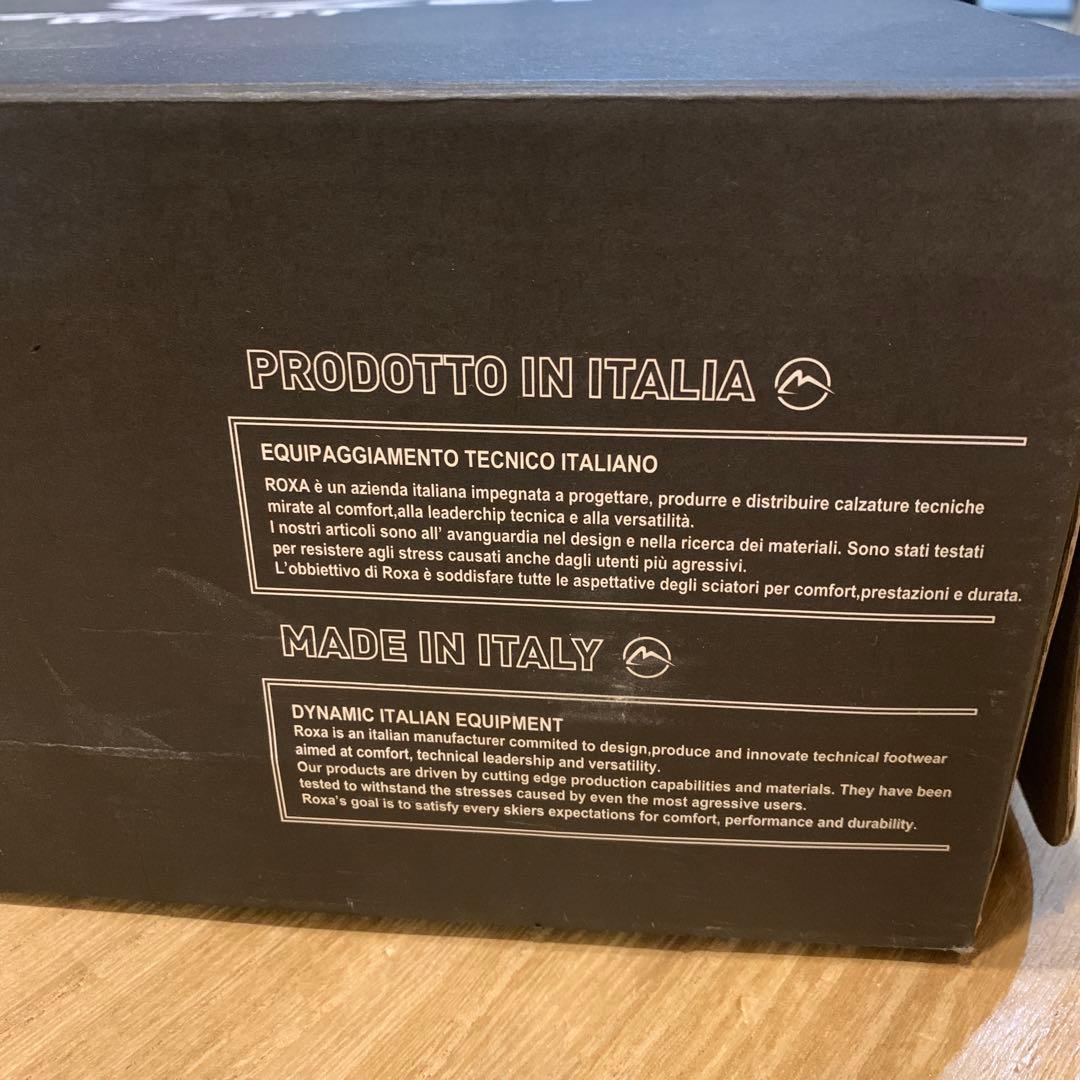 PRODOTTO IN ITALIA
EQUIPAGGIAMENTO TECNICO ITALIANO
ROXA è un azienda italiana impegnata a progettare, produrre e distribuire calzature tecniche
mirate al comfort,alla leaderchip tecnica e alla versatilità.
I nostri articoli sono all' avanguardia nel design e nella ricerca dei materiali. Sono stati testati
per resistere agli stress causati anche dagli utenti più agressivi.
L'obbiettivo di Roxa è soddisfare tutte le aspettative degli sciatori per comfort,prestazioni e durata.
MADE IN ITALY
DYNAMIC ITALIAN EQUIPMENT
Roxa is an italian manufacturer commited to design,produce and innovate technical footwear
aimed at comfort, technical leadership and versatility.
Our products are driven by cutting edge production capabilities and materials. They have been
tested to withstand the stresses caused by even the most agressive users.
Roxa's goal is to satisfy every skiers expectations for comfort, performance and durability.